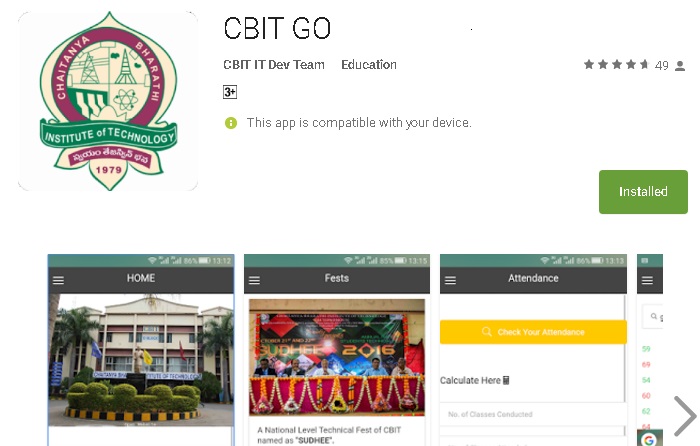 CBIT GO
CBIT IT Dev Team Education
49
3+
This app is compatible with your device.
Installed
CHAITANYA BHARATHI
INSTITUTE of TECHNOLOGY
స్వయం తేజస్విన్ భవ
1979
86% 13:12
HOME
CHAITANYA BHA
INSTITUTE OF TECHNOLOGY
85% 13:15
Fests
SUDHEE 2016
A National Level Technical Fest of CBIT
named as "SUDHEE".
86% 13:13
Attendance
Check Your Attendance
Calculate Here
No. of Classes Conducted
59
69
54
60
62
64
G